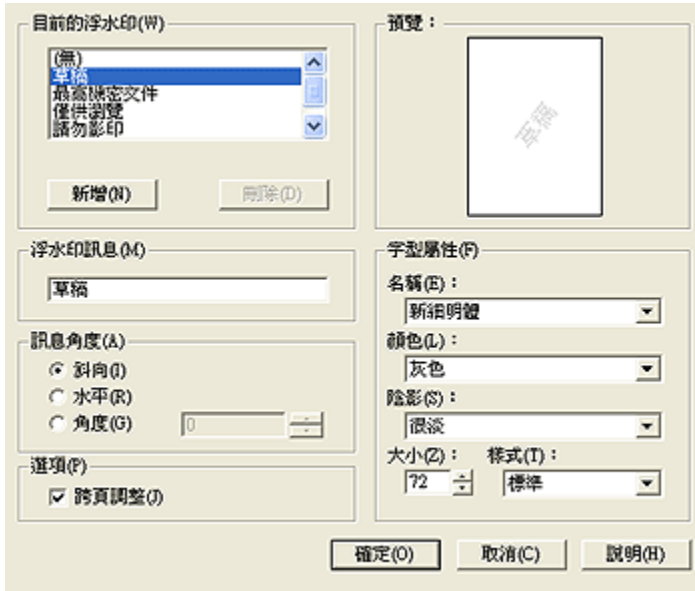 目前的浮水印(W)
(無)
草稿
最高機密文件
僅供瀏覽
請勿影印
新增(N)
刪除(D)
預覽：
草稿
浮水印訊息(M)
草稿
訊息角度(A)
斜向(I)
水平(R)
角度(G)
0
選項(P)
跨頁調整(J)
字型屬性(F)
名稱(E)：
新細明體
顏色(L)：
灰色
陰影(S)：
很淡
大小(Z)： 樣式(T)：
72 標準
確定(O) 取消(C) 說明(H)